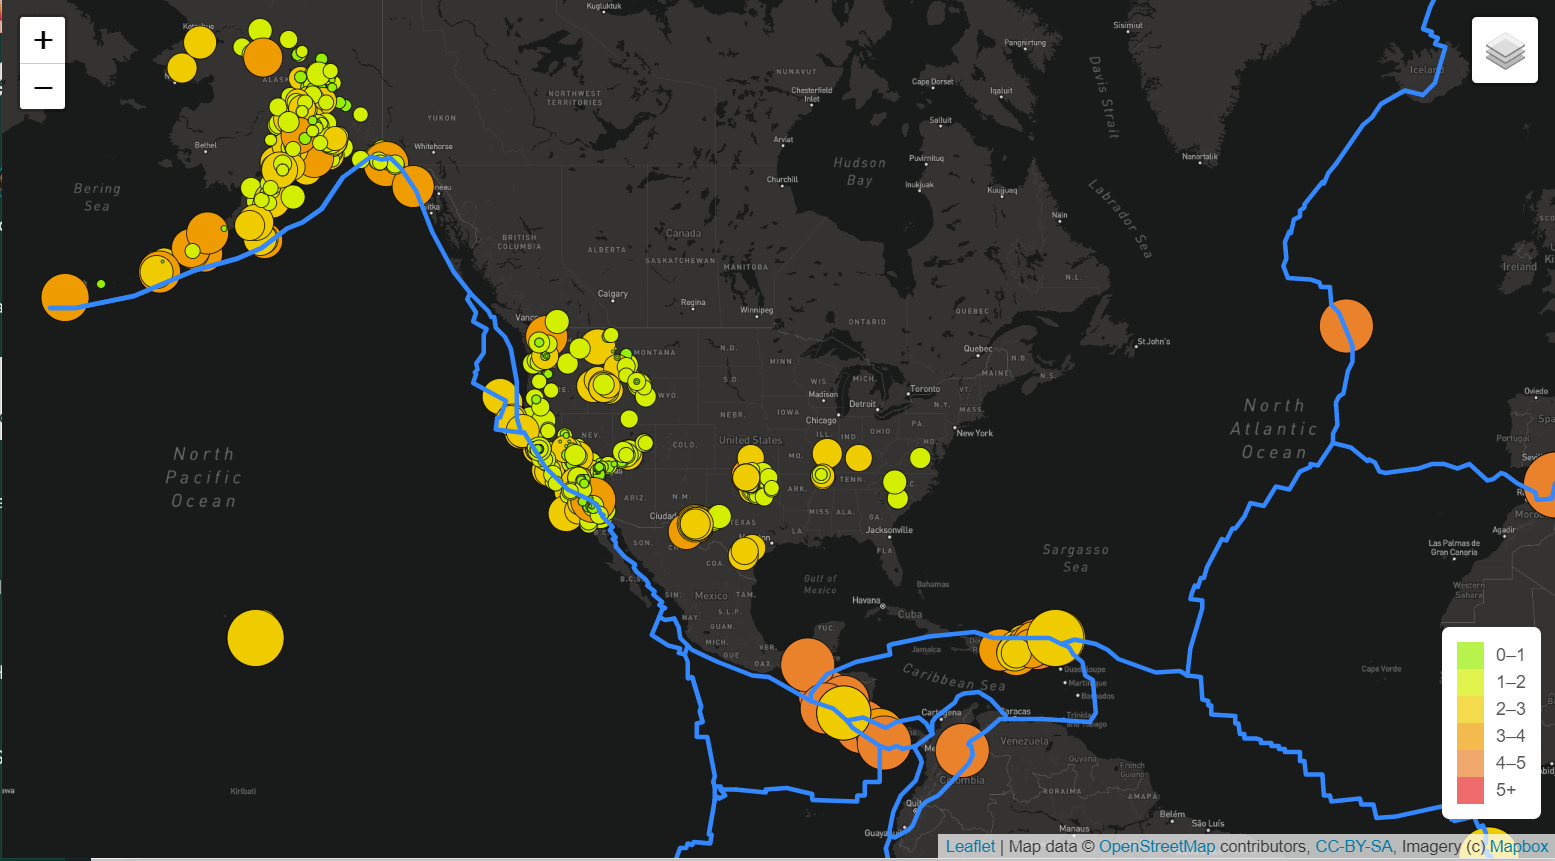 +
−
Kugluktuk
Sisimiut
Pangnirtung
Iceland
NUNAVUT
Cape Dorset
Iqaluit
Davis Strait
Chesterfield
Inlet
NORTHWEST
TERRITORIES
YUKON
Salluit
Bethel
Whitehorse
Arviat
Hudson
Bay
Puvirnituq
Nanortalik
Churchill
Inukjuak
Kuujjuaq
Bering
Sea
Labrador Sea
Nain
BRITISH
COLUMBIA
Canada
ALBERTA
SASKATCHEWAN
MANITOBA
Ireland
N.L.
Calgary
Regina
Winnipeg
ONTARIO
QUEBEC
Quebec
St John's
N.B
MONTANA
N.D.
MINN.
MAINE
N.S.
WYO.
S.D
WIS.
MICH.
Toronto
VT.
Madison
Detroit
N.Y.
MASS.
Oviedo
NEBR.
IOWA
Chicago
PA.
North
Atlantic
Ocean
NEV.
COLO.
United States
ILL
IND.
OHIO
MD.
New York
Portugal
North
Pacific
Ocean
MO.
TENN.
ARIZ.
N.M
ARK.
MISS.
ALA.
GA.
TEXAS
LA.
Jacksonville
Agadir
SON.
FLA.
Las Palmas de
Gran Canaria
Sargasso
Sea
COA.
B.C.S.
Gulf of
Mexico
Bahamas
Western
Sahara
SIN.
Mexico
TAM.
Havana
Cuba
NAY.
S.L.P.
GUAN.
YUC
MICH.
VER.
GUE.
OAX.
Jamaica
Cape Verde
Caribbean Sea
Guadeloupe
Martinique
Barbados
Cartagena
Caracas
Trinidad
and Tobago
Venezuela
Guyana
French
Guiana
Colombia
RORAIMA
AMAPÁ
Kiribati
Quito
Belém
São Luís
Manaus
0–1
1–2
2–3
3–4
4–5
5+
Leaflet | Map data © OpenStreetMap contributors, CC-BY-SA, Imagery (c) Mapbox